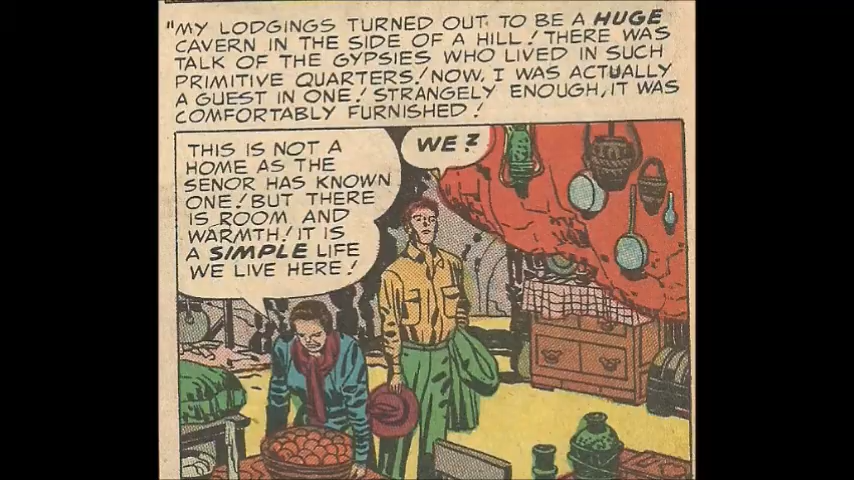 "MY LODGINGS TURNED OUT TO BE A HUGE
CAVERN IN THE SIDE OF A HILL! THERE WAS
TALK OF THE GYPSIES WHO LIVED IN SUCH
PRIMITIVE QUARTERS! NOW, I WAS ACTUALLY
A GUEST IN ONE! STRANGELY ENOUGH, IT WAS
COMFORTABLY FURNISHED!
THIS IS NOT A
HOME AS THE
SENOR HAS KNOWN
ONE! BUT THERE
IS ROOM AND
WARMTH! IT IS
A SIMPLE LIFE
WE LIVE HERE!
WE?